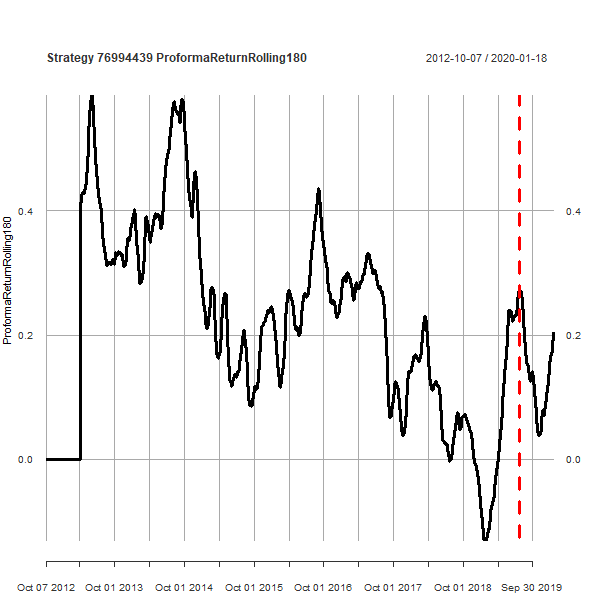 Strategy 76994439 ProformaReturnRolling180
2012-10-07 / 2020-01-18
ProformaReturnRolling180
0.4
0.4
0.2
0.2
0.0
0.0
Oct 07 2012
Oct 01 2013
Oct 01 2014
Oct 01 2015
Oct 01 2016
Oct 01 2017
Oct 01 2018
Sep 30 2019